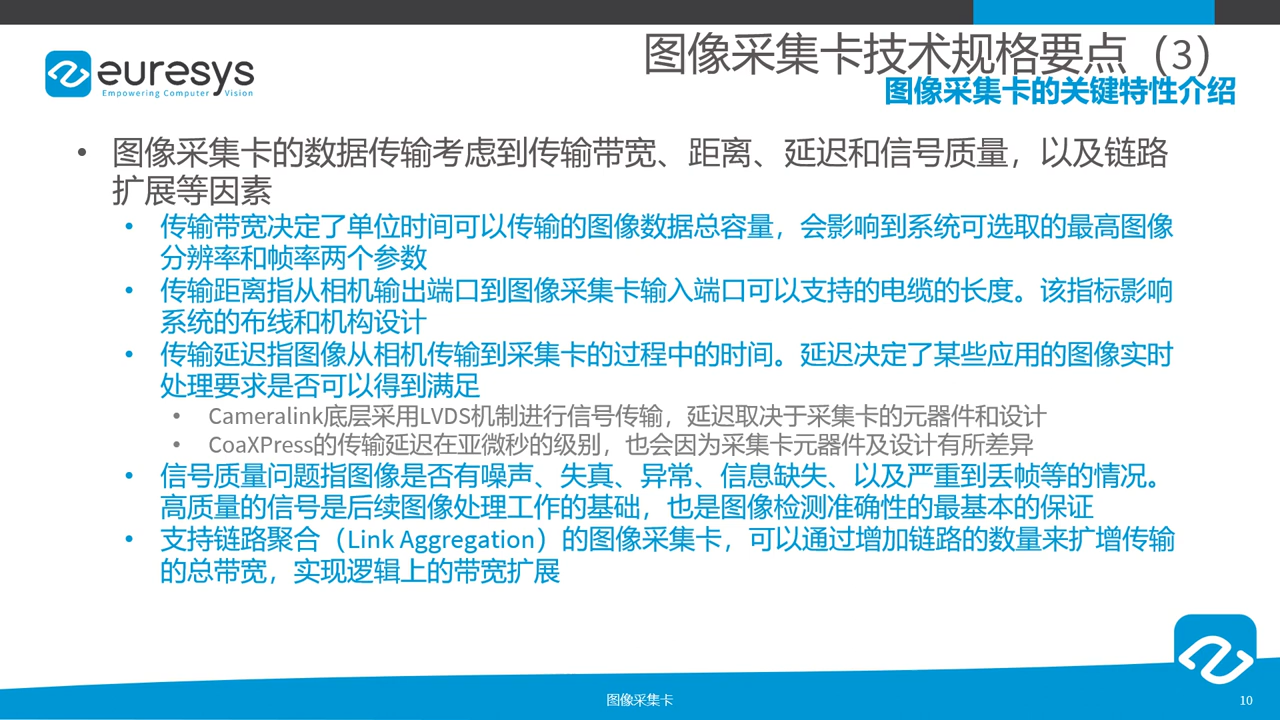 euresys
Empowering Computer Vision
图像采集卡技术规格要点（3）
图像采集卡的关键特性介绍
• 图像采集卡的数据传输考虑到传输带宽、距离、延迟和信号质量，以及链路
扩展等因素
• 传输带宽决定了单位时间可以传输的图像数据总容量，会影响到系统可选取的最高图像
分辨率和帧率两个参数
• 传输距离指从相机输出端口到图像采集卡输入端口可以支持的电缆的长度。该指标影响
系统的布线和机构设计
• 传输延迟指图像从相机传输到采集卡的过程中的时间。延迟决定了某些应用的图像实时
处理要求是否可以得到满足
• Cameralink底层采用LVDS机制进行信号传输，延迟取决于采集卡的元器件和设计
• CoaXPress的传输延迟在亚微秒的级别，也会因为采集卡元器件及设计有所差异
• 信号质量问题指图像是否有噪声、失真、异常、信息缺失、以及严重到丢帧等的情况。
高质量的信号是后续图像处理工作的基础，也是图像检测准确性的最基本的保证
• 支持链路聚合（Link Aggregation）的图像采集卡，可以通过增加链路的数量来扩增传输
的总带宽，实现逻辑上的带宽扩展
图像采集卡
10